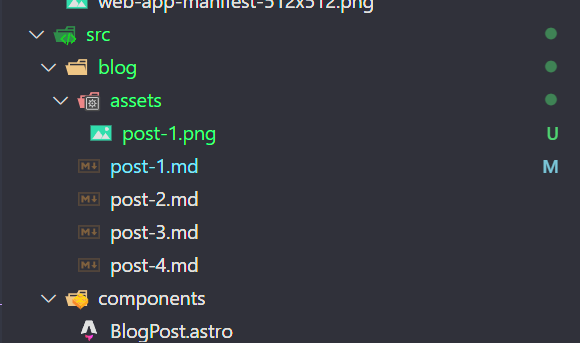 web-app-manifest-512x512.png
src
blog
assets
post-1.png U
post-1.md M
post-2.md
post-3.md
post-4.md
components
BlogPost.astro